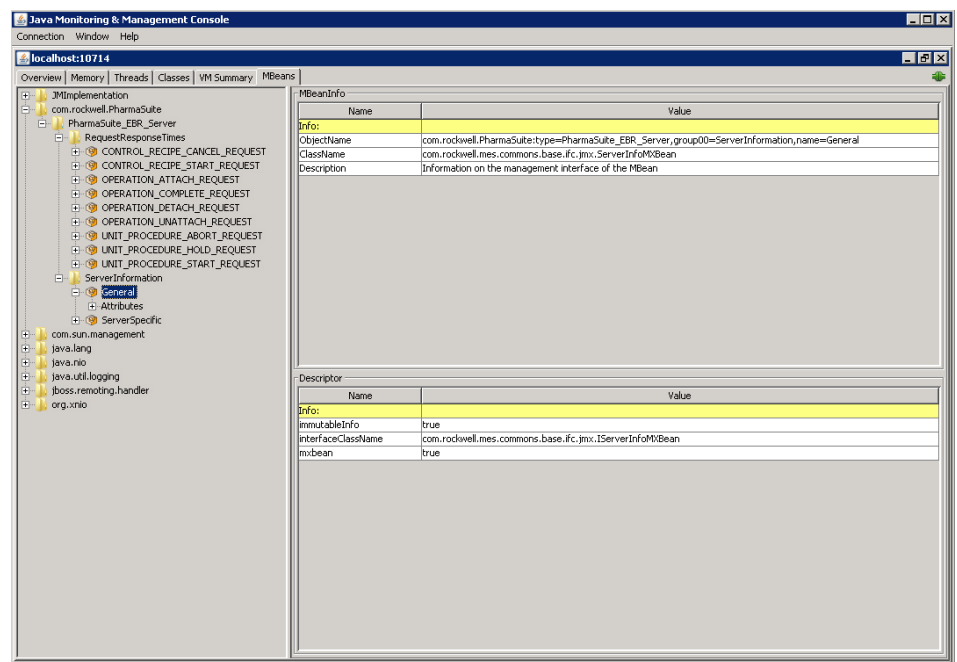 Java Monitoring & Management Console
Connection Window Help
localhost:10714
Overview Memory Threads Classes VM Summary MBeans
JMImplementation
com.rockwell.PharmaSuite
PharmaSuite_EBR_Server
RequestResponseTimes
CONTROL_RECIPE_CANCEL_REQUEST
CONTROL_RECIPE_START_REQUEST
OPERATION_ATTACH_REQUEST
OPERATION_COMPLETE_REQUEST
OPERATION_DETACH_REQUEST
OPERATION_UNATTACH_REQUEST
UNIT_PROCEDURE_ABORT_REQUEST
UNIT_PROCEDURE_HOLD_REQUEST
UNIT_PROCEDURE_START_REQUEST
ServerInformation
General
Attributes
ServerSpecific
com.sun.management
java.lang
java.nio
java.util.logging
jboss.remoting.handler
org.xnio
MBeanInfo
Name Value
Info:
ObjectName com.rockwell.PharmaSuite:type=PharmaSuite_EBR_Server,group00=ServerInformation,name=General
ClassName com.rockwell.mes.commons.base.ifc.jmx.ServerInfoMXBean
Description Information on the management interface of the MBean
Descriptor
Name Value
Info:
immutableInfo true
interfaceClassName com.rockwell.mes.commons.base.ifc.jmx.IServerInfoMXBean
mxbean true